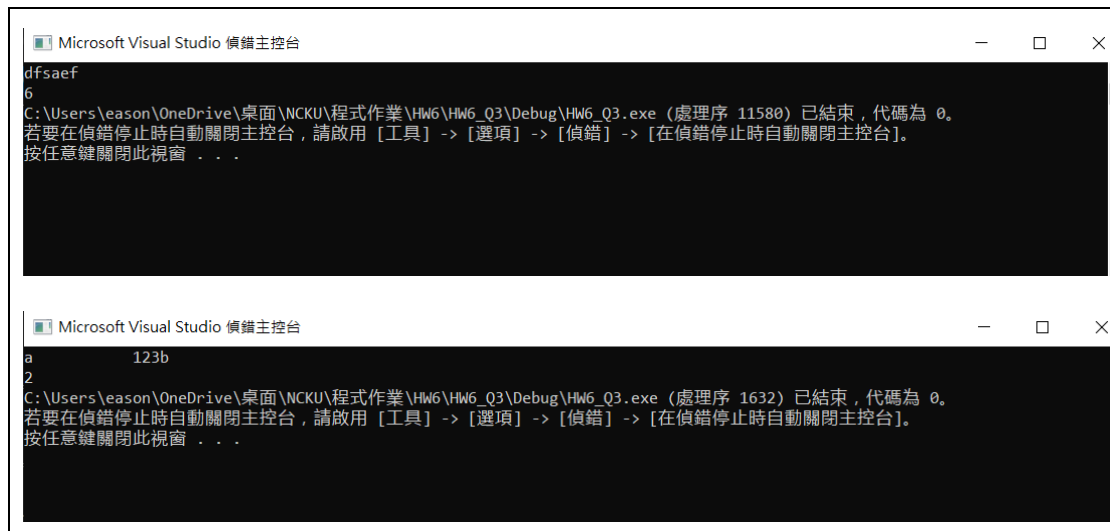 Microsoft Visual Studio 偵錯主控台
dfsaef
6
C:\Users\eason\OneDrive\桌面\NCKU\程式作業\HW6\HW6_Q3\Debug\HW6_Q3.exe (處理序 11580) 已結束，代碼為 0。
若要在偵錯停止時自動關閉主控台，請啟用 [工具] -> [選項] -> [偵錯] -> [在偵錯停止時自動關閉主控台]。
按任意鍵關閉此視窗 . . .
Microsoft Visual Studio 偵錯主控台
a          123b
2
C:\Users\eason\OneDrive\桌面\NCKU\程式作業\HW6\HW6_Q3\Debug\HW6_Q3.exe (處理序 1632) 已結束，代碼為 0。
若要在偵錯停止時自動關閉主控台，請啟用 [工具] -> [選項] -> [偵錯] -> [在偵錯停止時自動關閉主控台]。
按任意鍵關閉此視窗 . . .